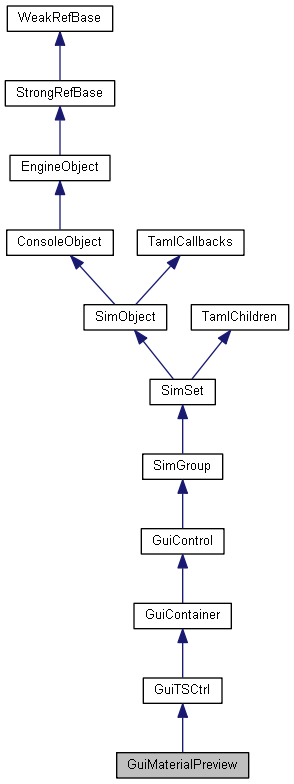 WeakRefBase
StrongRefBase
EngineObject
ConsoleObject
TamlCallbacks
SimObject
TamlChildren
SimSet
SimGroup
GuiControl
GuiContainer
GuiTSCtrl
GuiMaterialPreview